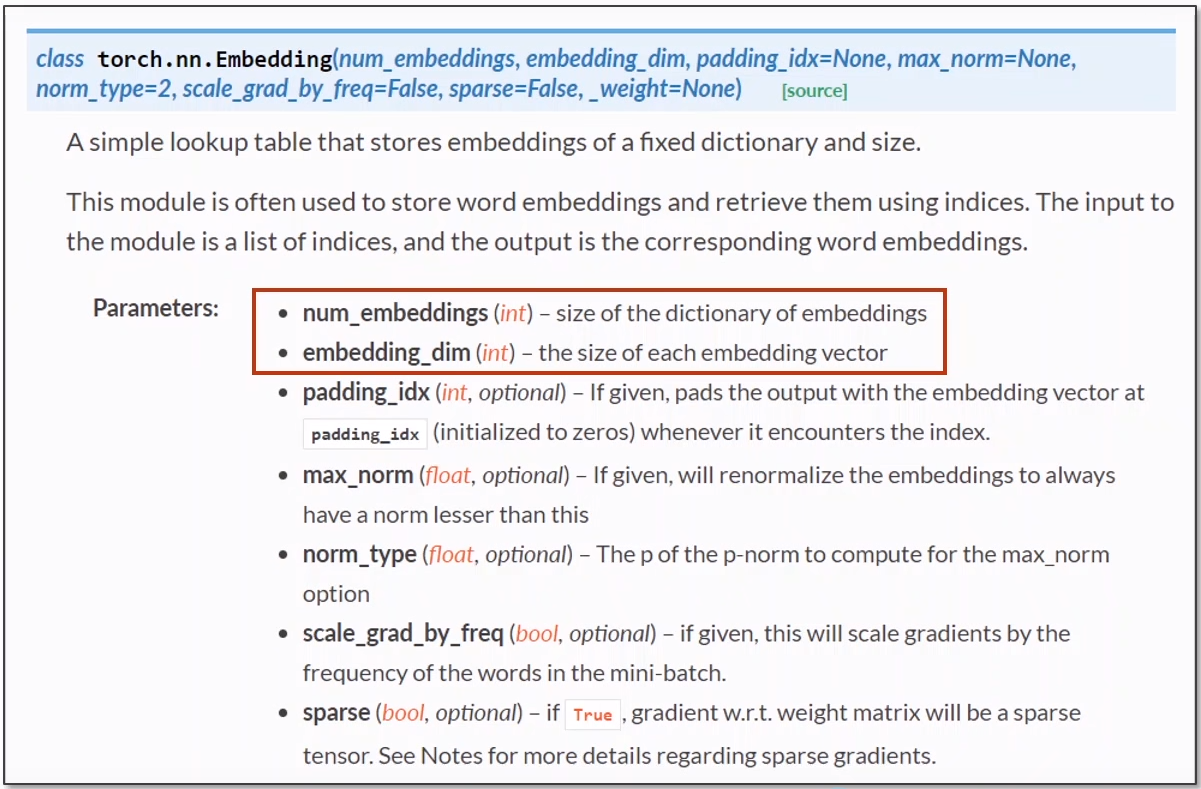 class torch.nn.Embedding(num_embeddings, embedding_dim, padding_idx=None, max_norm=None,
norm_type=2, scale_grad_by_freq=False, sparse=False, _weight=None) [source]
A simple lookup table that stores embeddings of a fixed dictionary and size.
This module is often used to store word embeddings and retrieve them using indices. The input to
the module is a list of indices, and the output is the corresponding word embeddings.
Parameters:
• num_embeddings (int) – size of the dictionary of embeddings
• embedding_dim (int) – the size of each embedding vector
• padding_idx (int, optional) – If given, pads the output with the embedding vector at
padding_idx (initialized to zeros) whenever it encounters the index.
• max_norm (float, optional) – If given, will renormalize the embeddings to always
have a norm lesser than this
• norm_type (float, optional) – The p of the p-norm to compute for the max_norm
option
• scale_grad_by_freq (bool, optional) – if given, this will scale gradients by the
frequency of the words in the mini-batch.
• sparse (bool, optional) – if True, gradient w.r.t. weight matrix will be a sparse
tensor. See Notes for more details regarding sparse gradients.